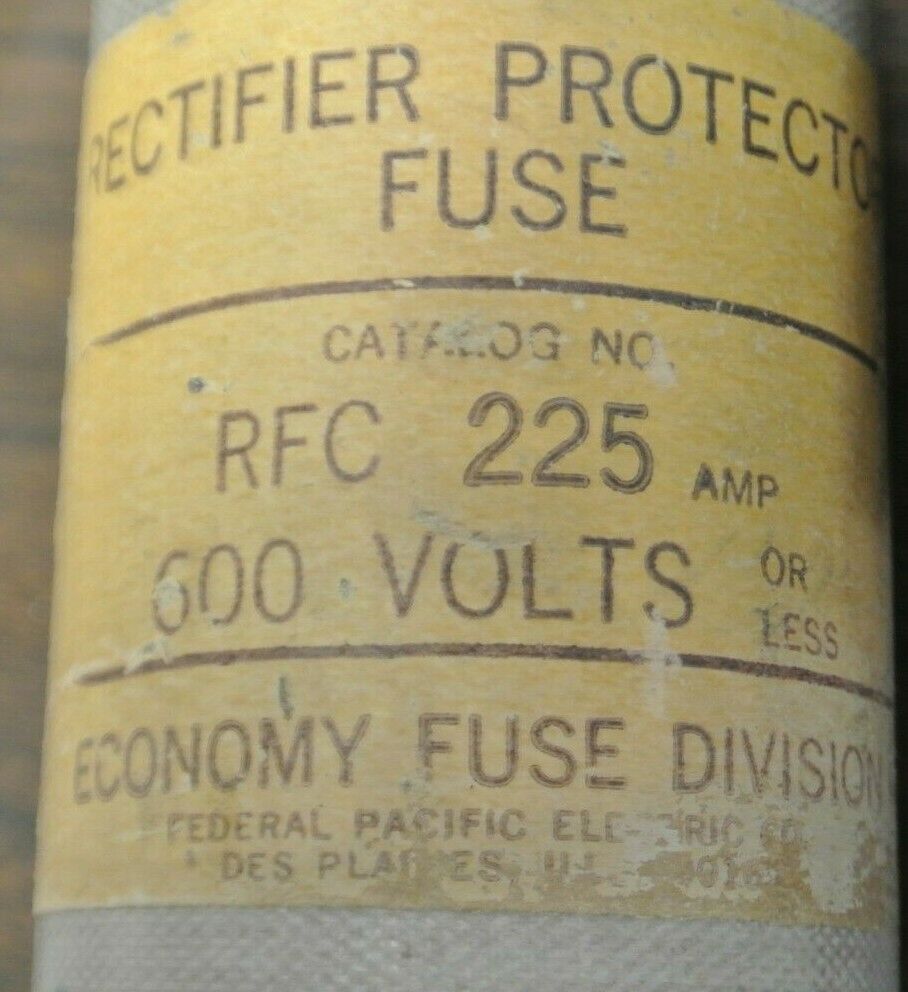 RECTIFIER PROTECTOR
FUSE
CATALOG NO.
RFC 225 AMP
600 VOLTS OR LESS
ECONOMY FUSE DIVISION
FEDERAL PACIFIC ELECTRIC CO.
DES PLAINES,